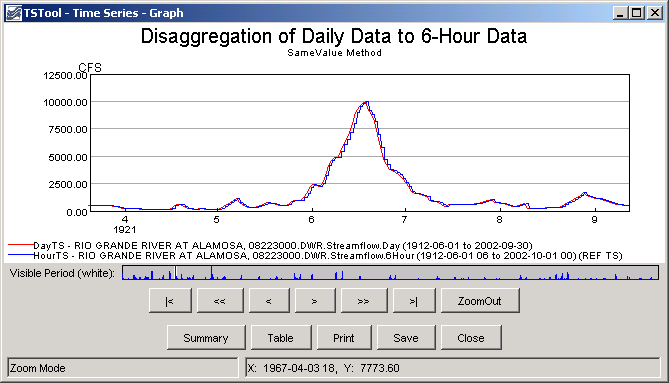 TSTool - Time Series - Graph
Disaggregation of Daily Data to 6-Hour Data
SameValue Method
CFS
12500.00
10000.00
7500.00
5000.00
2500.00
0.00
4 5 6 7 8 9
1921
DayTS - RIO GRANDE RIVER AT ALAMOSA, 08223000.DWR.Streamflow.Day (1912-06-01 to 2002-09-30)
HourTS - RIO GRANDE RIVER AT ALAMOSA, 08223000.DWR.Streamflow.6Hour (1912-06-01 06 to 2002-10-01 00) (REF TS)
Visible Period (white):
|< << < > >> >| ZoomOut
Summary Table Print Save Close
Zoom Mode X: 1967-04-03 18, Y: 7773.60